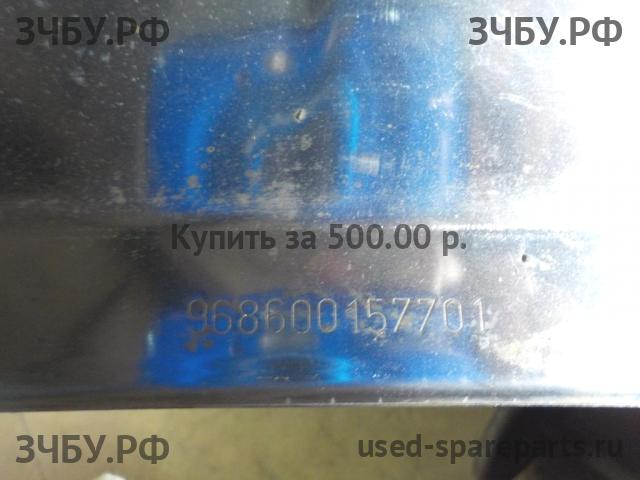 ЗЧБУ.РФ ЗЧБУ.РФ
Купить за 500.00 р.
968600157701
ЗЧБУ.РФ used-spareparts.ru